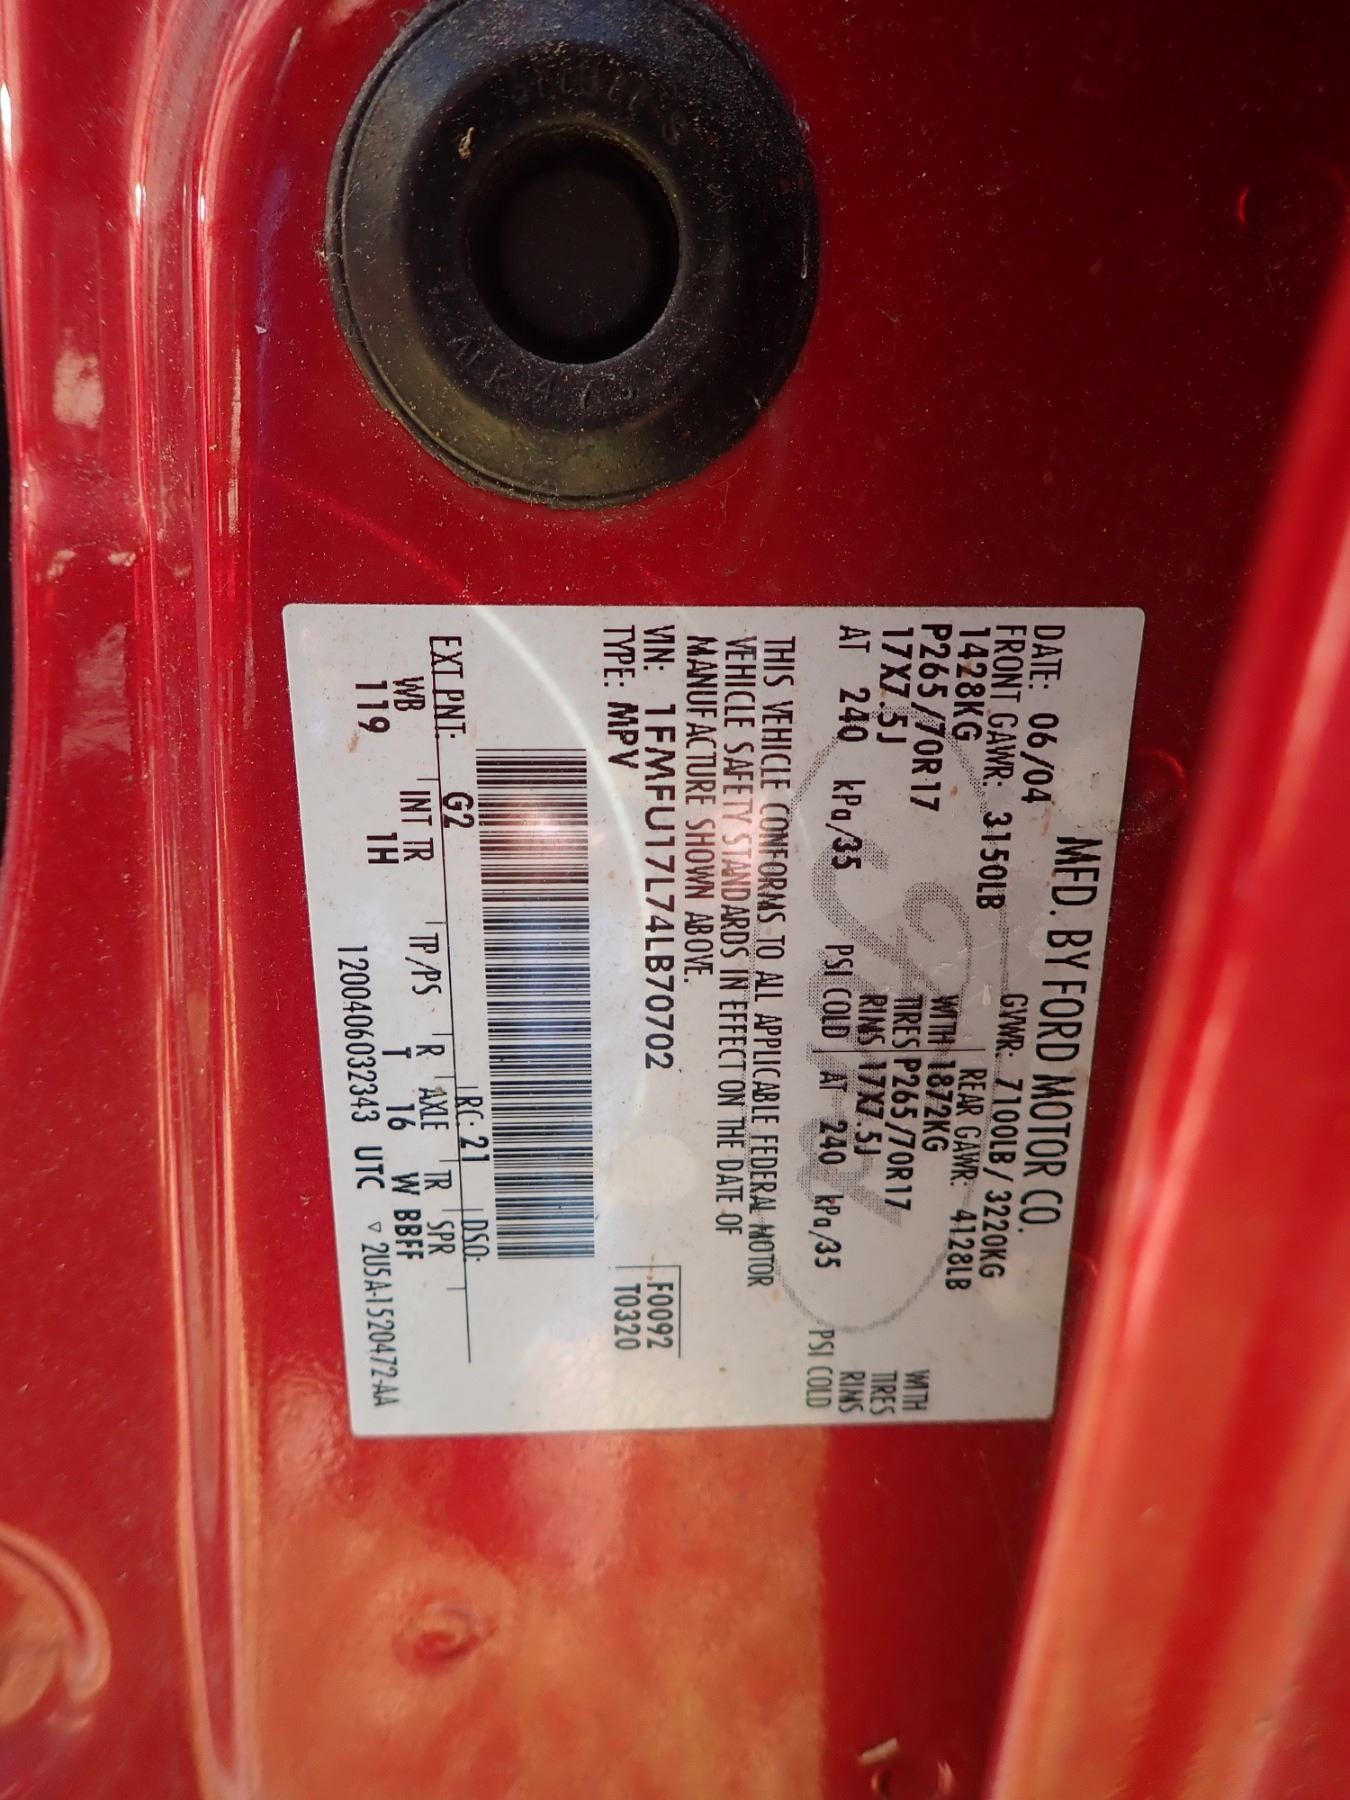 MFD. BY FORD MOTOR CO.
DATE: 06/04 GVWR: 7100LB/ 3220KG
FRONT GAWR: 3150LB REAR GAWR: 4128LB
1428KG WITH 1872KG WITH
P265/70R17 TIRES P265/70R17 TIRES
17X7.5J RIMS 17X7.5J RIMS
AT 240 kPa/35 PSI COLD AT 240 kPa/35 PSI COLD
THIS VEHICLE CONFORMS TO ALL APPLICABLE FEDERAL MOTOR
VEHICLE SAFETY STANDARDS IN EFFECT ON THE DATE OF
MANUFACTURE SHOWN ABOVE.
VIN: 1FMFU17L74LB70702 F0092
TYPE: MPV T0320
EXT PNT: G2 RC: 21 DSO:
WB INT TR TP/PS R AXLE TR SPR
119 1H T 16 W BBFF
1200406032343 UTC ▽ 2U5A-1520472-AA